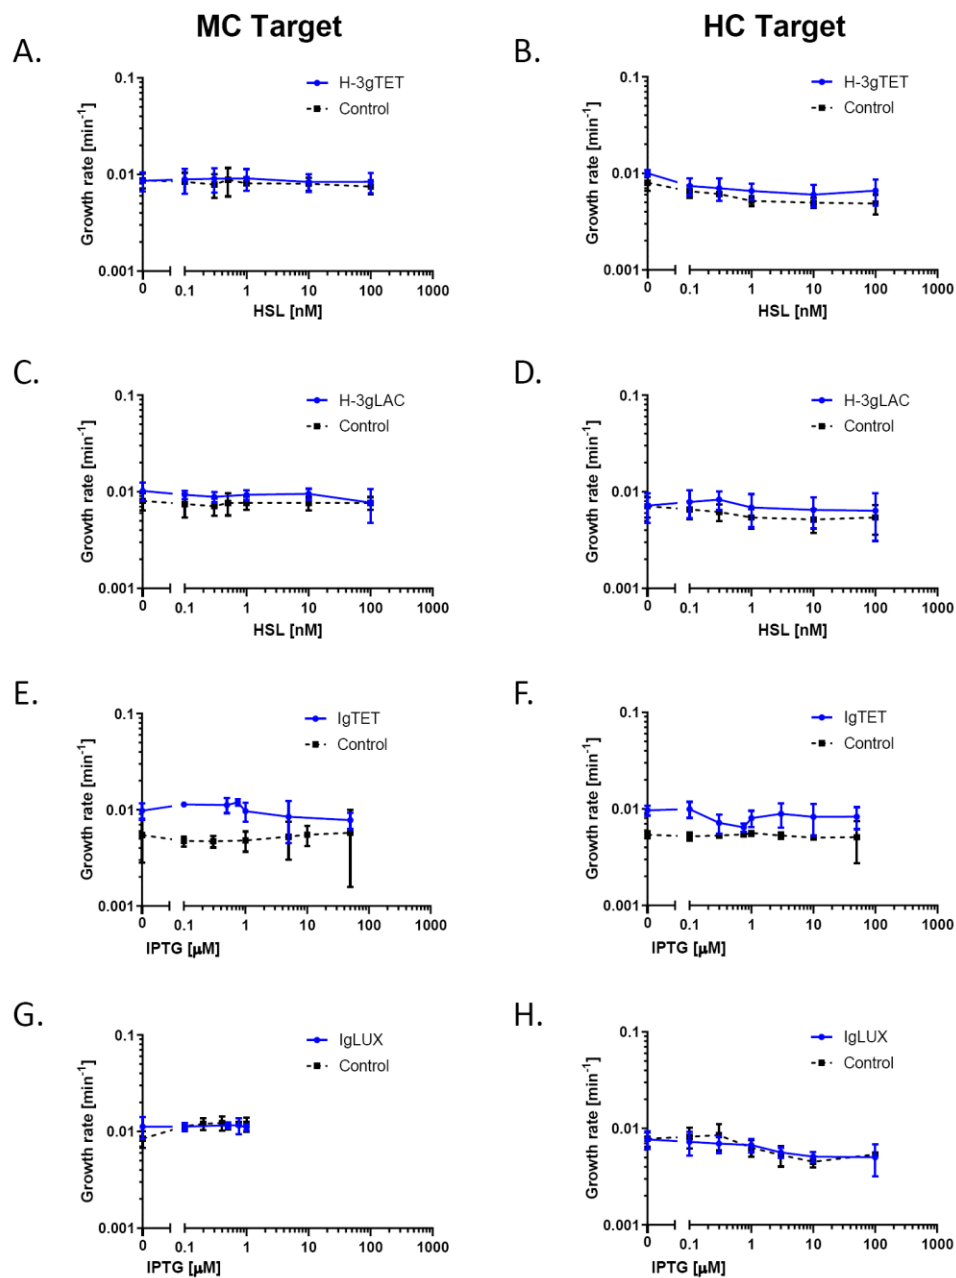 MC Target
HC Target
A.
0.1
0.01
0.001
Growth rate [min-1]
H-3gTET
Control
0 0.1 1 10 100 1000
HSL [nM]
B.
0.1
0.01
0.001
Growth rate [min-1]
H-3gTET
Control
0 0.1 1 10 100 1000
HSL [nM]
C.
0.1
0.01
0.001
Growth rate [min-1]
H-3gLAC
Control
0 0.1 1 10 100 1000
HSL [nM]
D.
0.1
0.01
0.001
Growth rate [min-1]
H-3gLAC
Control
0 0.1 1 10 100 1000
HSL [nM]
E.
0.1
0.01
0.001
Growth rate [min-1]
IgTET
Control
0 0.1 1 10 100 1000
IPTG [μM]
F.
0.1
0.01
0.001
Growth rate [min-1]
IgTET
Control
0 0.1 1 10 100 1000
IPTG [μM]
G.
0.1
0.01
0.001
Growth rate [min-1]
IgLUX
Control
0 0.1 1 10 100 1000
IPTG [μM]
H.
0.1
0.01
0.001
Growth rate [min-1]
IgLUX
Control
0 0.1 1 10 100 1000
IPTG [μM]